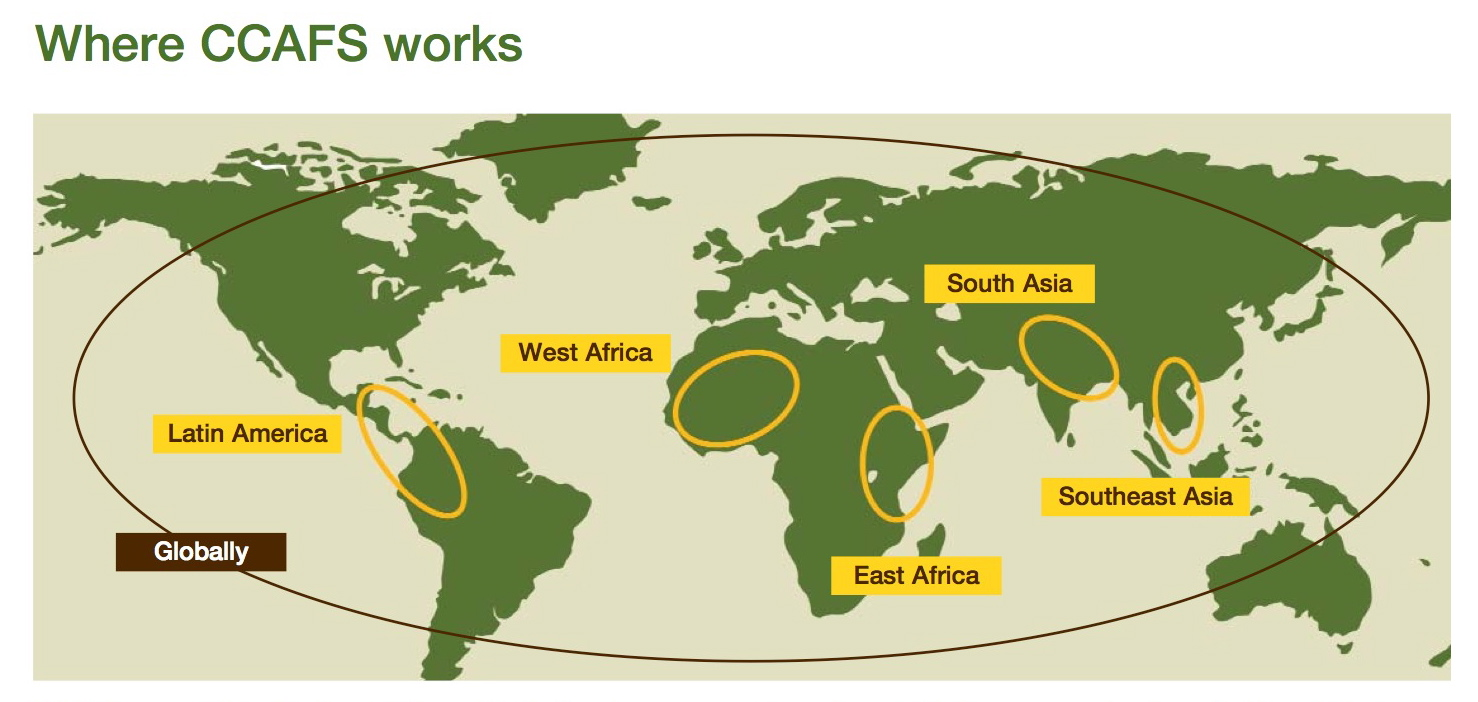 Where CCAFS works
South Asia
West Africa
Latin America
Southeast Asia
Globally
East Africa